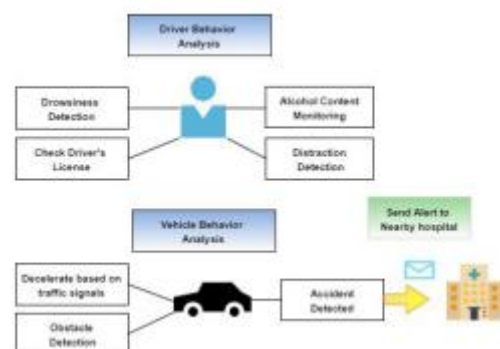 Driver Behavior
Analysis
Drowsiness
Detection
Alcohol Content
Monitoring
Check Driver's
License
Distraction
Detection
Send Alert to
Nearby hospital
Vehicle Behavior
Analysis
Decelerate based on
traffic signals
Accident
Detected
Obstacle
Detection